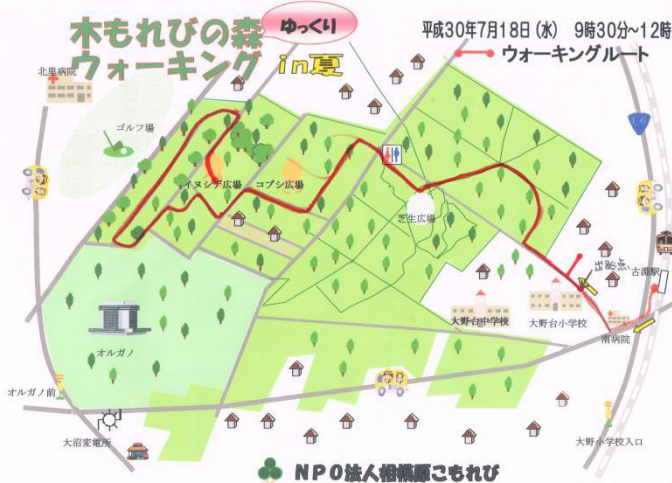 木もれびの森
ゆっくり
ウォーキング in夏
平成30年7月18日(水) 9時30分~12時
ウォーキングルート
北里病院
ゴルフ場
イヌシデ広場
コブシ広場
芝生広場
古淵駅
大野台中学校
大野台小学校
南病院
オルガノ
オルガノ前
大沼変電所
大野小学校入口
NPO法人相模原こもれび